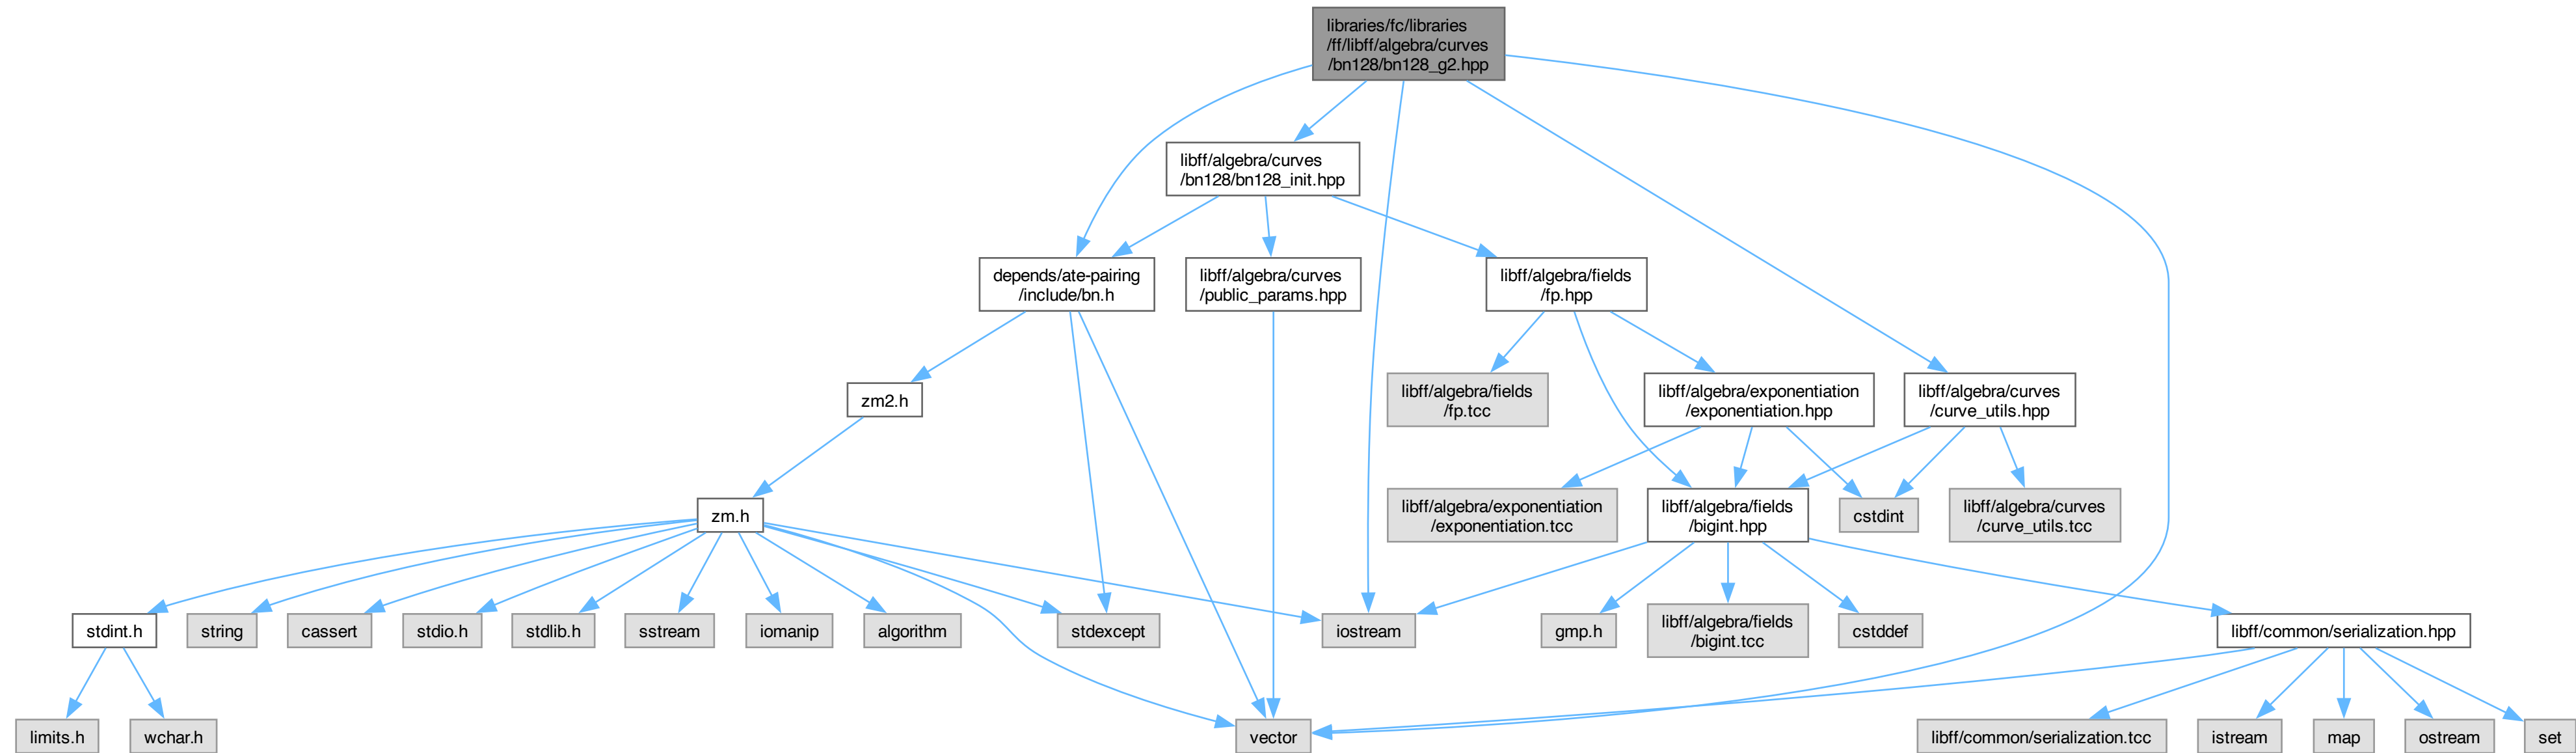 libraries/fc/libraries
/ff/libff/algebra/curves
/bn128/bn128_g2.hpp
libff/algebra/curves
/bn128/bn128_init.hpp
depends/ate-pairing
/include/bn.h
libff/algebra/curves
/public_params.hpp
libff/algebra/fields
/fp.hpp
zm2.h
libff/algebra/fields
/fp.tcc
libff/algebra/exponentiation
/exponentiation.hpp
libff/algebra/curves
/curve_utils.hpp
zm.h
libff/algebra/exponentiation
/exponentiation.tcc
libff/algebra/fields
/bigint.hpp
cstdint
libff/algebra/curves
/curve_utils.tcc
stdint.h
string
cassert
stdio.h
stdlib.h
sstream
iomanip
algorithm
stdexcept
iostream
gmp.h
libff/algebra/fields
/bigint.tcc
cstddef
libff/common/serialization.hpp
limits.h
wchar.h
vector
libff/common/serialization.tcc
istream
map
ostream
set